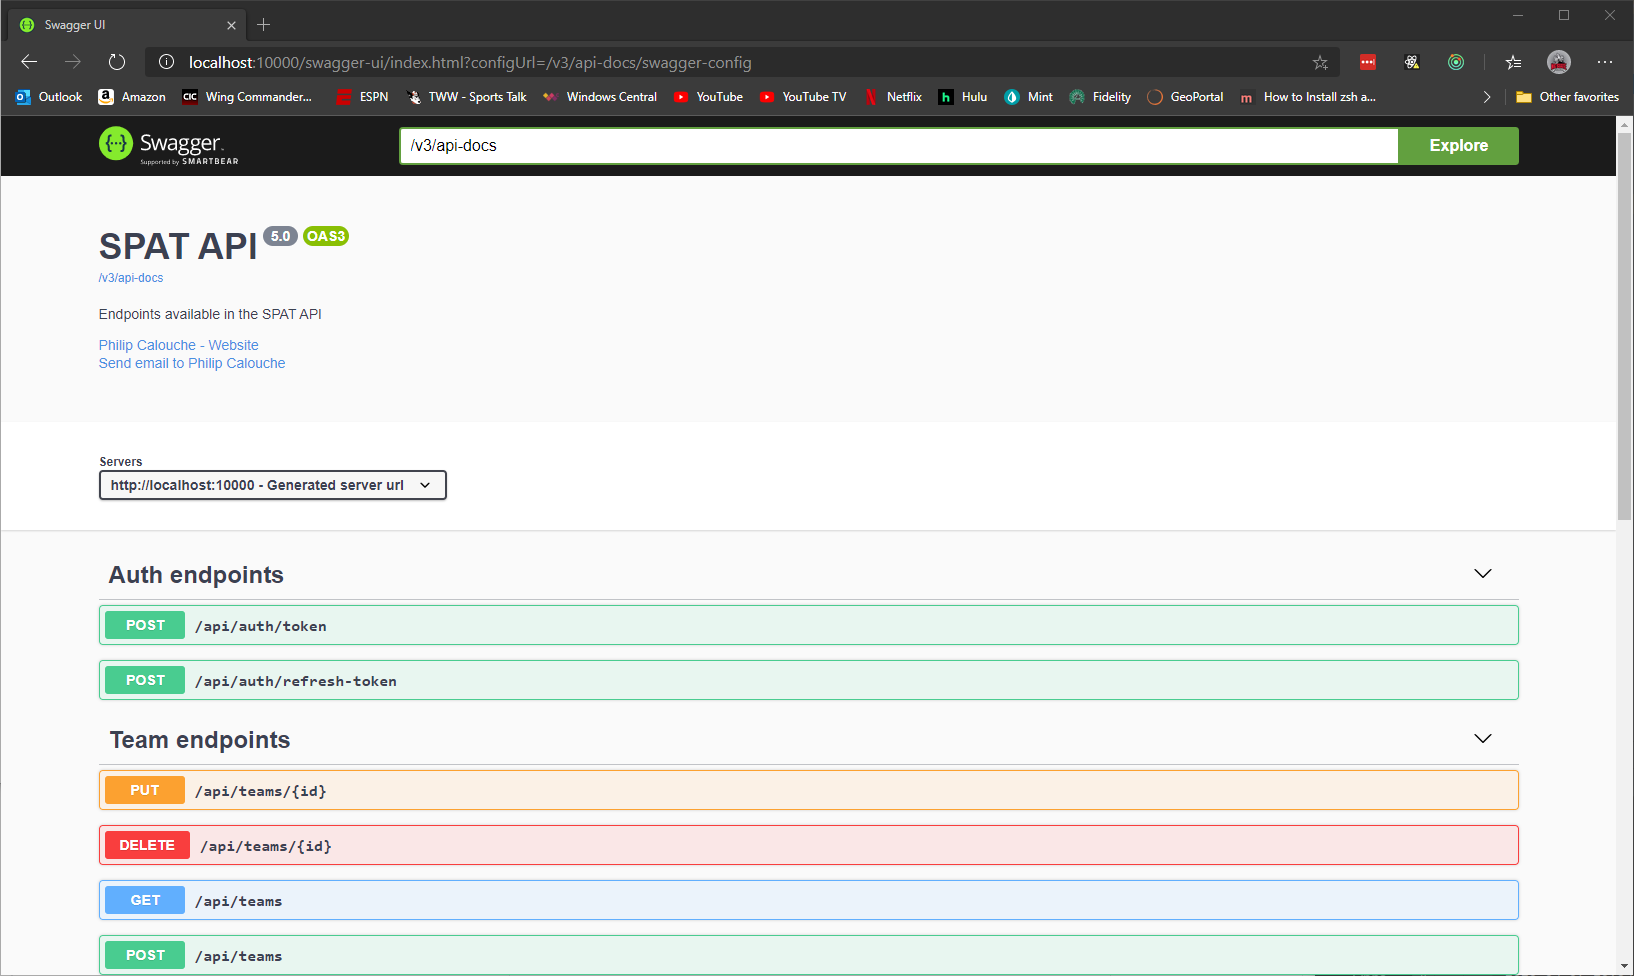 Swagger UI
localhost:10000/swagger-ui/index.html?configUrl=/v3/api-docs/swagger-config
Outlook Amazon CIC Wing Commander... ESPN TWW - Sports Talk Windows Central YouTube YouTube TV Netflix h Hulu Mint Fidelity GeoPortal m How to Install zsh a... Other favorites
{··} Swagger. /v3/api-docs Explore
Supported by SMARTBEAR
SPAT API 5.0 OAS3
/v3/api-docs
Endpoints available in the SPAT API
Philip Calouche - Website
Send email to Philip Calouche
Servers
http://localhost:10000 - Generated server url
Auth endpoints
POST /api/auth/token
POST /api/auth/refresh-token
Team endpoints
PUT /api/teams/{id}
DELETE /api/teams/{id}
GET /api/teams
POST /api/teams